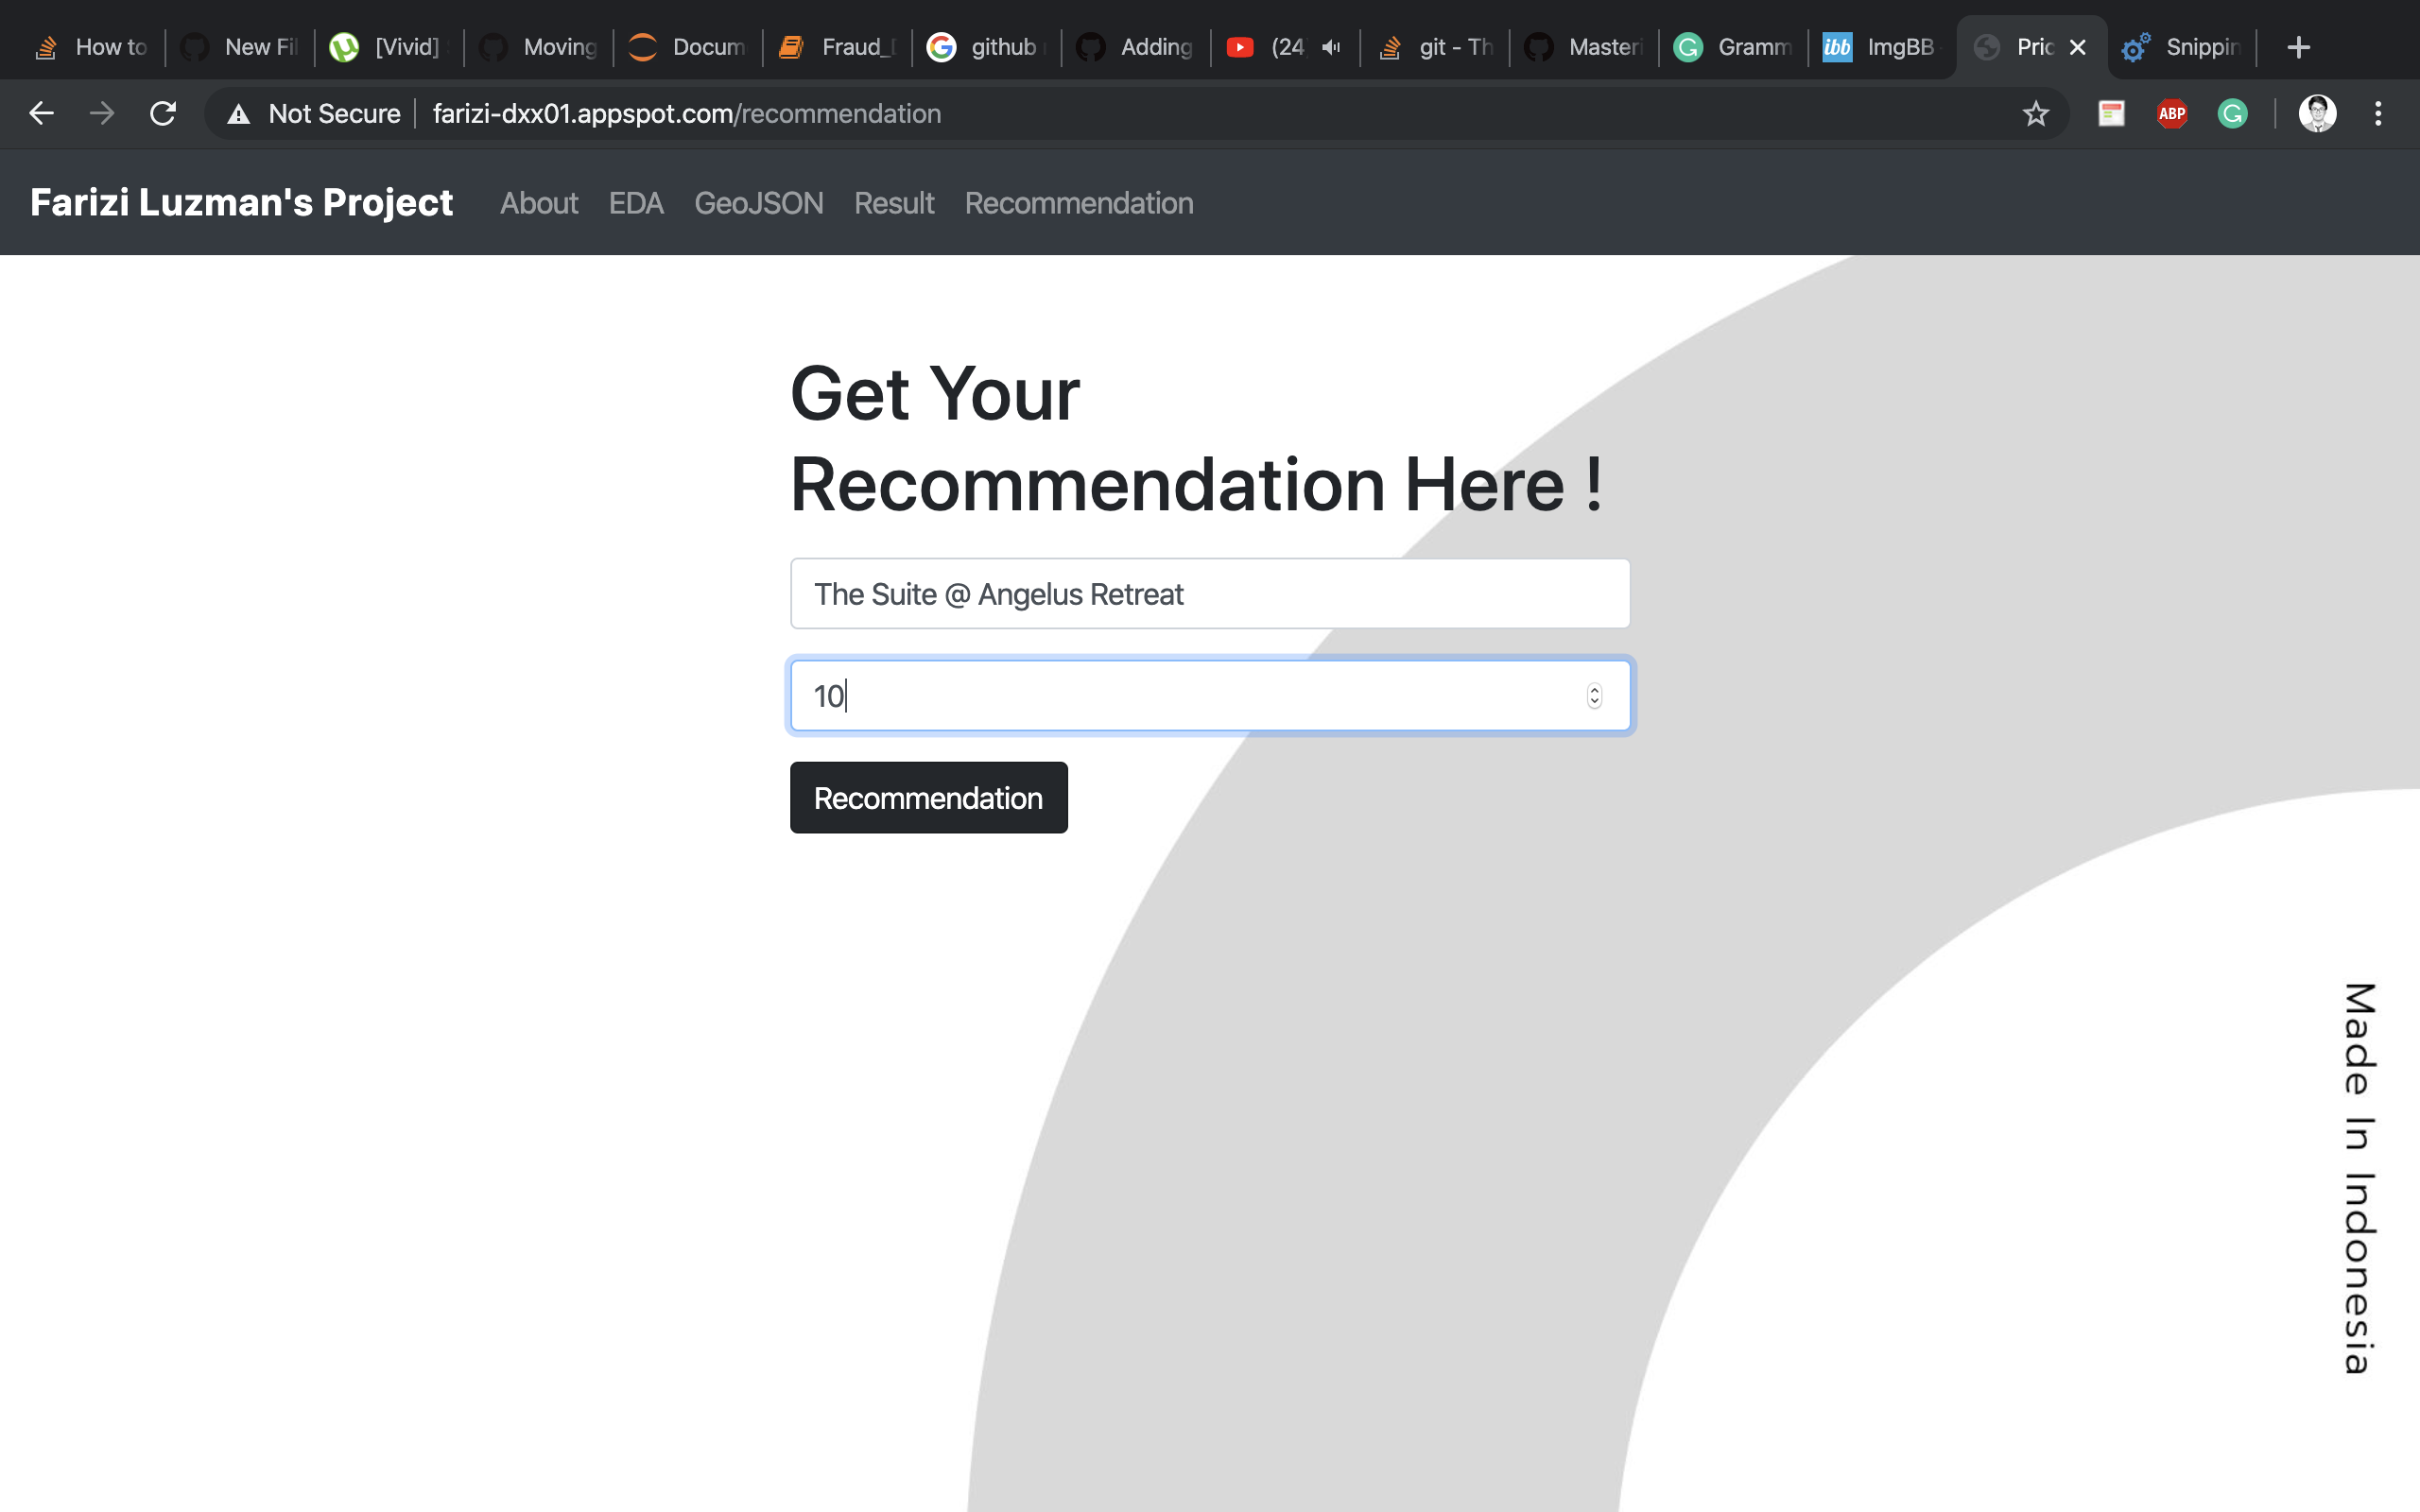 How to
New Fil
[Vivid]
Moving
Docum
Fraud_
github
Adding
(24
git - Th
Masteri
Gramm
ibb
ImgBB
Pric
Snippin
Not Secure
farizi-dxx01.appspot.com/recommendation
ABP
Farizi Luzman's Project
About
EDA
GeoJSON
Result
Recommendation
Get Your
Recommendation Here !
The Suite @ Angelus Retreat
10
Recommendation
Made In Indonesia